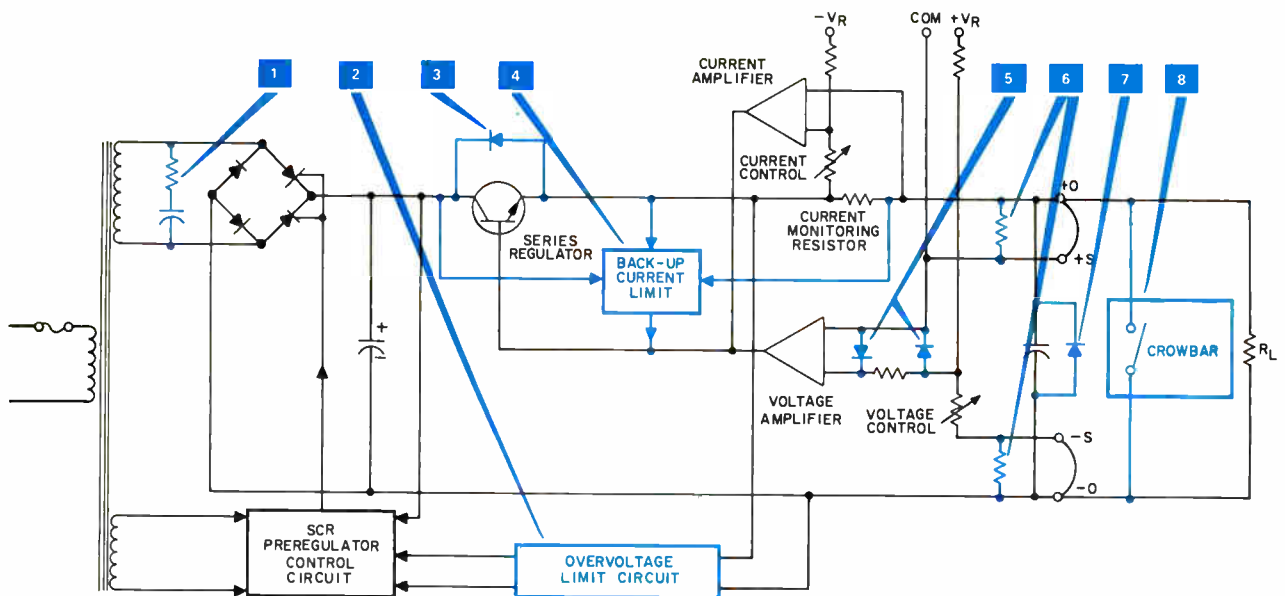 −VR
COM
+VR
1
2
3
4
CURRENT
AMPLIFIER
5
6
7
8
CURRENT
CONTROL
CURRENT
MONITORING
RESISTOR
+O
+S
SERIES
REGULATOR
BACK-UP
CURRENT
LIMIT
+
−
VOLTAGE
AMPLIFIER
VOLTAGE
CONTROL
CROWBAR
RL
−S
−O
SCR
PREREGULATOR
CONTROL
CIRCUIT
OVERVOLTAGE
LIMIT CIRCUIT